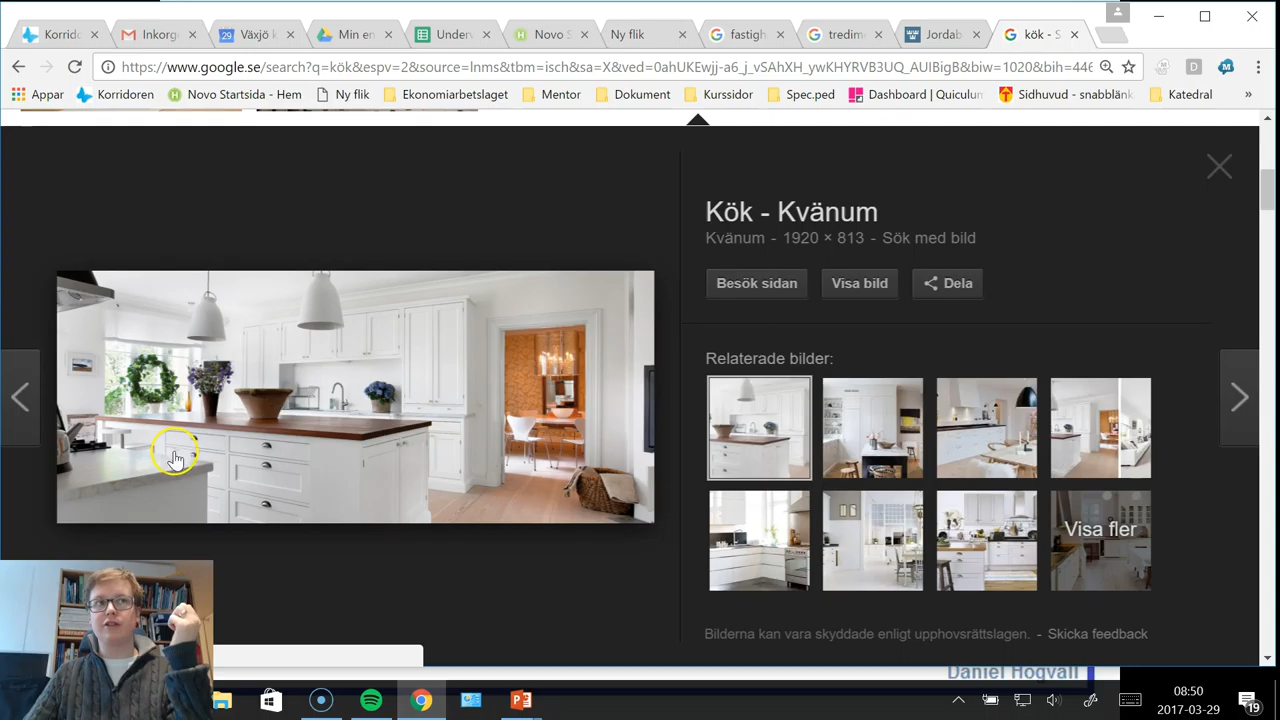 Korrido
Inkorg
29 Växjö k
Min en
Underv
Novo S
Ny flik
fastigh
tredim
Jordab
kök - S
https://www.google.se/search?q=kök&espv=2&source=lnms&tbm=isch&sa=X&ved=0ahUKEwjj-a6_j_vSAhXH_ywKHYRVB3UQ_AUIBigB&biw=1020&bih=446
Appar
Korridoren
Novo Startsida - Hem
Ny flik
Ekonomarbetslaget
Mentor
Dokument
Kurssidor
Spec.ped
Dashboard | Quiculum
Sidhuvud - snabblänk
Katedral
»
Kök - Kvänum
Kvänum - 1920 × 813 - Sök med bild
Besök sidan
Visa bild
Dela
Relaterade bilder:
Visa fler
Bilderna kan vara skyddade enligt upphovsrättslagen. - Skicka feedback
Daniel Högvall
08:50
2017-03-29
19